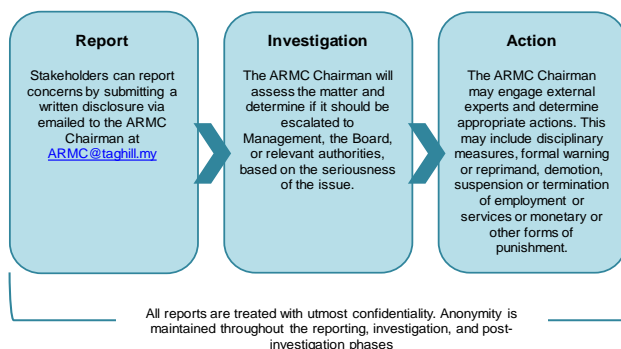 Report
Stakeholders can report
concerns by submitting a
written disclosure via
emailed to the ARMC
Chairman at
ARMC@taghill.my
Investigation
The ARMC Chairman will
assess the matter and
determine if it should be
escalated to
Management, the Board,
or relevant authorities,
based on the seriousness
of the issue.
Action
The ARMC Chairman
may engage external
experts and determine
appropriate actions. This
may include disciplinary
measures, formal warning
or reprimand, demotion,
suspension or termination
of employment or
services or monetary or
other forms of
punishment.
All reports are treated with utmost confidentiality. Anonymity is
maintained throughout the reporting, investigation, and post-
investigation phases